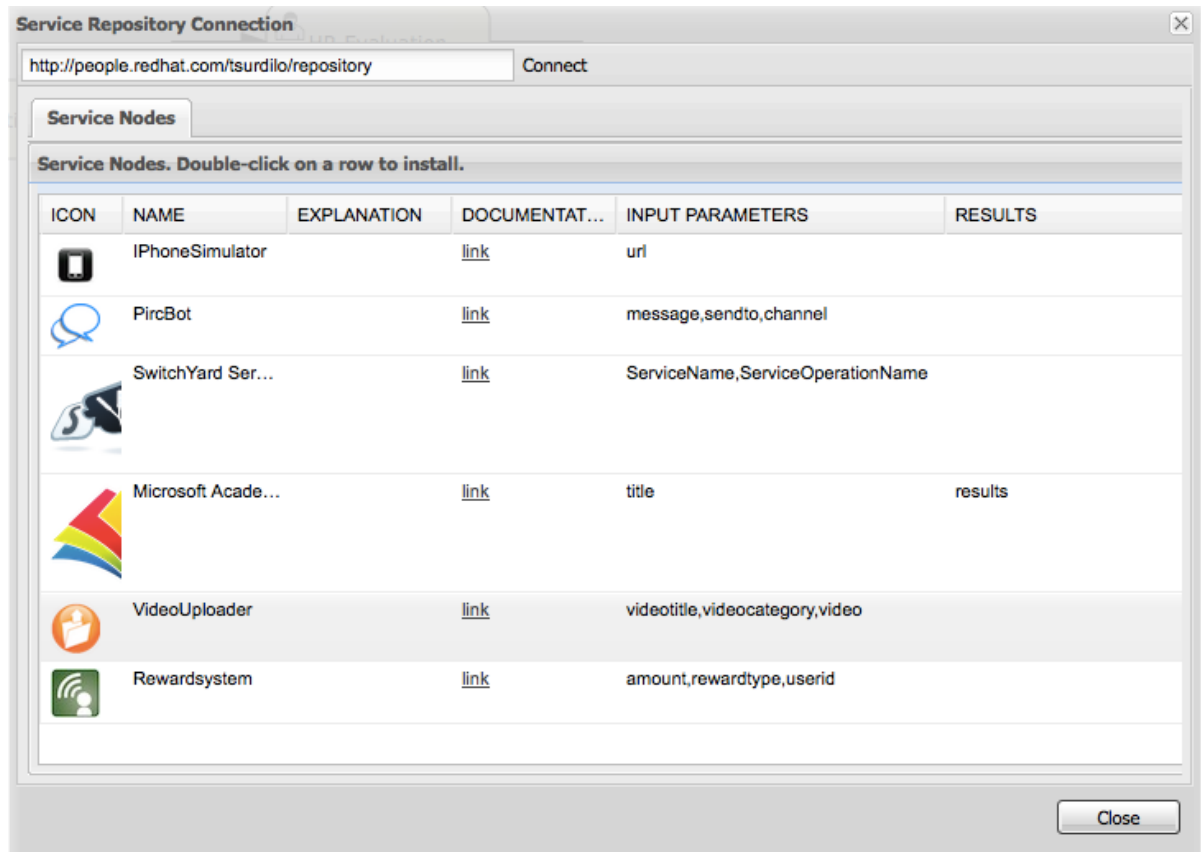 Service Repository Connection
HR Evaluation
http://people.redhat.com/tsurdilo/repository Connect
Service Nodes
Service Nodes. Double-click on a row to install.
ICON NAME EXPLANATION DOCUMENTAT... INPUT PARAMETERS RESULTS
IPhoneSimulator link url
PircBot link message,sendto,channel
SwitchYard Ser... link ServiceName,ServiceOperationName
Microsoft Acade... link title results
VideoUploader link videotitle,videocategory,video
Rewardsystem link amount,rewardtype,userid
Close